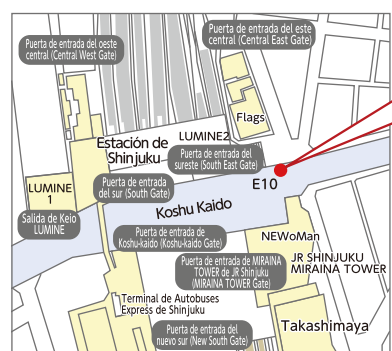 Puerta de entrada del oeste
central (Central West Gate)
Puerta de entrada del este
central (Central East Gate)
Flags
LUMINE2
Estación de
Shinjuku
Puerta de entrada del
sureste (South East Gate)
E10
LUMINE
1
Puerta de entrada
del sur (South Gate)
Salida de Keio
LUMINE
Koshu Kaido
Puerta de entrada de
Koshu-kaido (Koshu-kaido Gate)
NEWoMan
Puerta de entrada de MIRAINA
TOWER de JR Shinjuku
(MIRAINA TOWER Gate)
JR SHINJUKU
MIRAINA TOWER
Terminal de Autobuses
Express de Shinjuku
Puerta de entrada del
nuevo sur (New South Gate)
Takashimaya